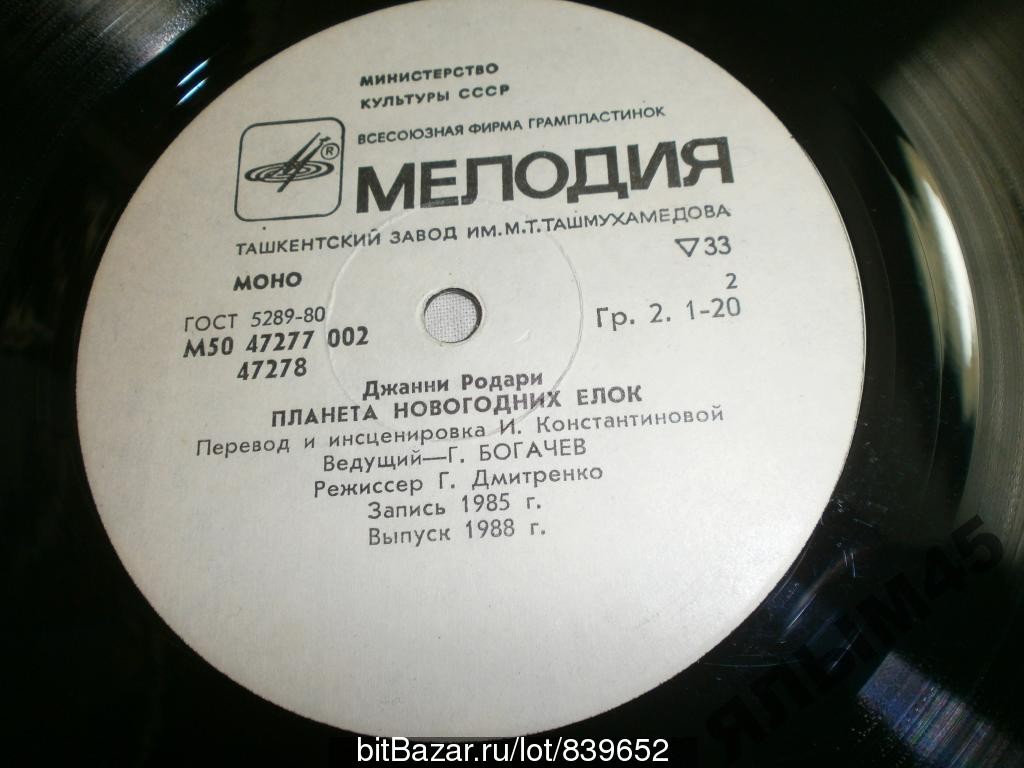 МИНИСТЕРСТВО
КУЛЬТУРЫ СССР
ВСЕСОЮЗНАЯ ФИРМА ГРАМПЛАСТИНОК
®
МЕЛОДИЯ
ТАШКЕНТСКИЙ ЗАВОД ИМ.М.Т.ТАШМУХАМЕДОВА
▽33
МОНО
2
ГОСТ 5289-80
Гр. 2. 1-20
М50 47277 002
47278
Джанни Родари
ПЛАНЕТА НОВОГОДНИХ ЕЛОК
Перевод и инсценировка И. Константиновой
Ведущий—Г. БОГАЧЕВ
Режиссер Г. Дмитренко
Запись 1985 г.
Выпуск 1988 г.
ЯЛЫМ45
bitBazar.ru/lot/839652